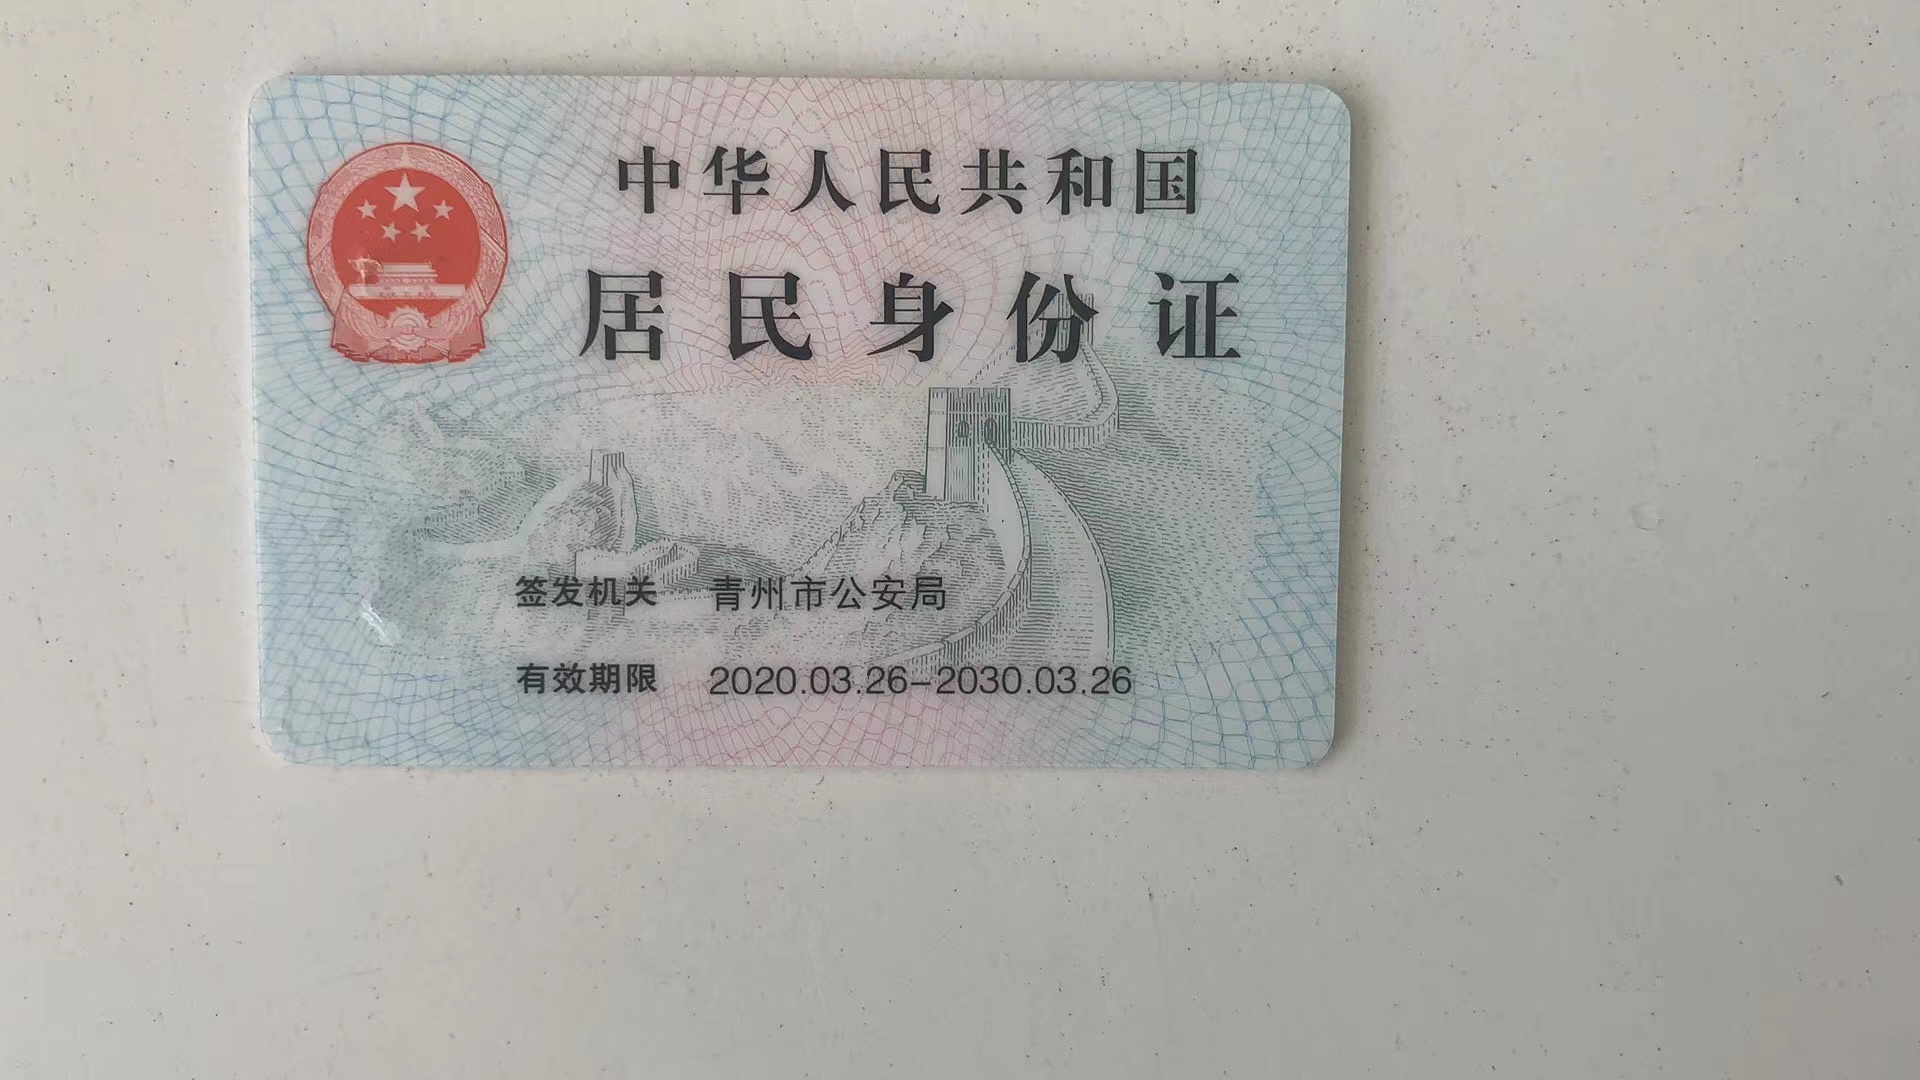 中华人民共和国
居民身份证
签发机关 青州市公安局
有效期限 2020.03.26-2030.03.26